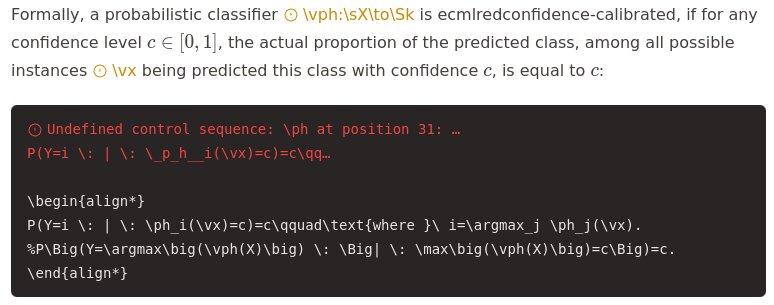 Formally, a probabilistic classifier \vph:\sX\to\Sk is ecmlredconfidence-calibrated, if for any
confidence level c ∈ [0, 1], the actual proportion of the predicted class, among all possible
instances \vx being predicted this class with confidence c, is equal to c:
Undefined control sequence: \ph at position 31: …
P(Y=i \: | \: \_p_h__i(\vx)=c)=c\qq…
\begin{align*}
P(Y=i \: | \: \ph_i(\vx)=c)=c\qquad\text{where }\ i=\argmax_j \ph_j(\vx).
%P\Big(Y=\argmax\big(\vph(X)\big) \: \Big| \: \max\big(\vph(X)\big)=c\Big)=c.
\end{align*}